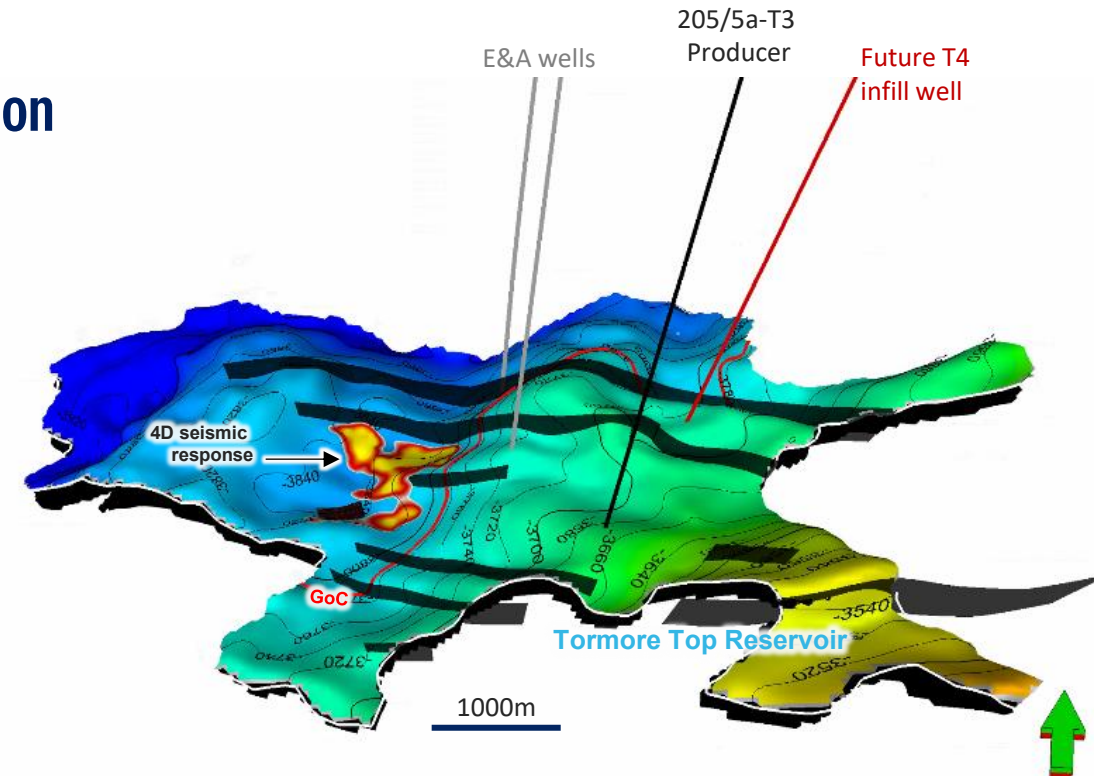 on
205/5a-T3
Producer
E&A wells
Future T4
infill well
4D seismic
response
-3840
-3720
-3740
-3700
-3680
-3660
-3640
GoC
-3540
Tormore Top Reservoir
-3520
-3720
1000m